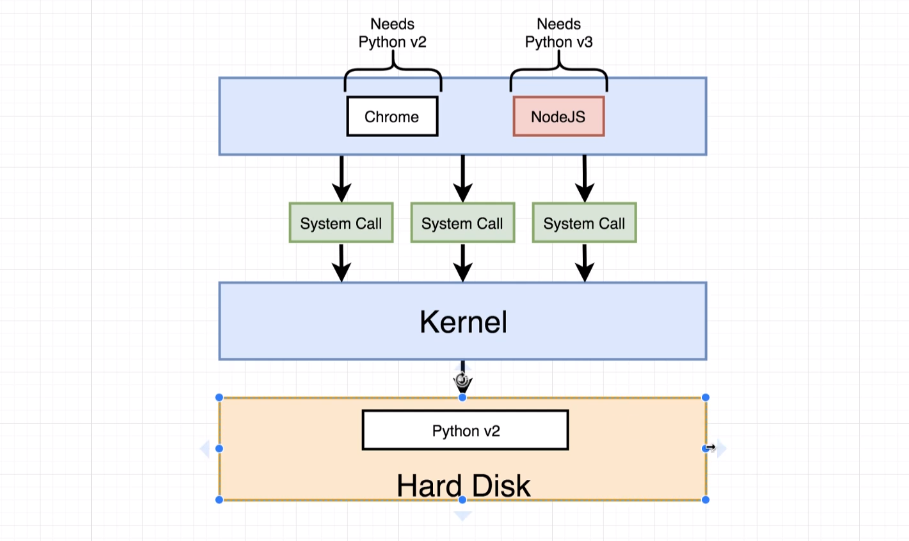 Needs
Python v2
Needs
Python v3
Chrome
NodeJS
System Call
System Call
System Call
Kernel
Python v2
Hard Disk